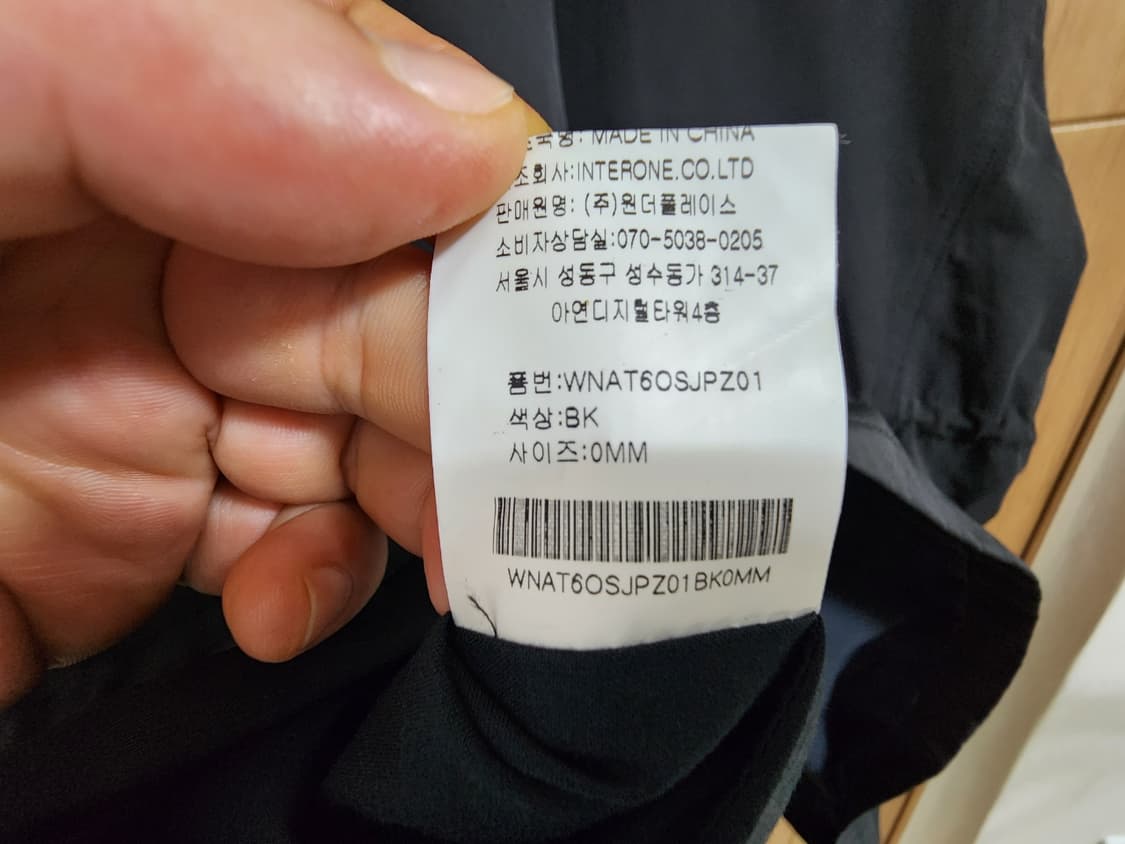 MADE IN CHINA
조회사:INTERONE.CO.LTD
판매원명: (주)원더플레이스
소비자상담실:070-5038-0205
서울시 성동구 성수동가 314-37
아연디지털타워4층
품번:WNAT6OSJPZ01
색상:BK
사이즈:0MM
WNAT6OSJPZ01BK0MM